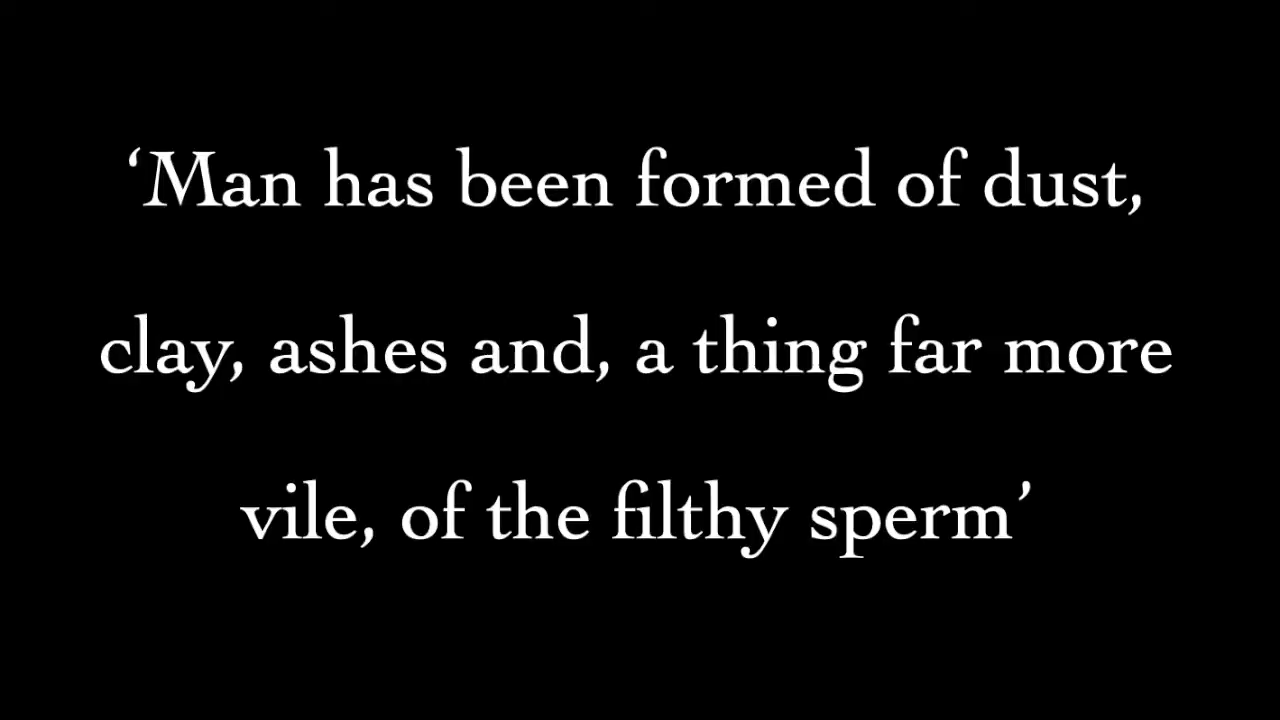 ‘Man has been formed of dust,
clay, ashes and, a thing far more
vile, of the filthy sperm’